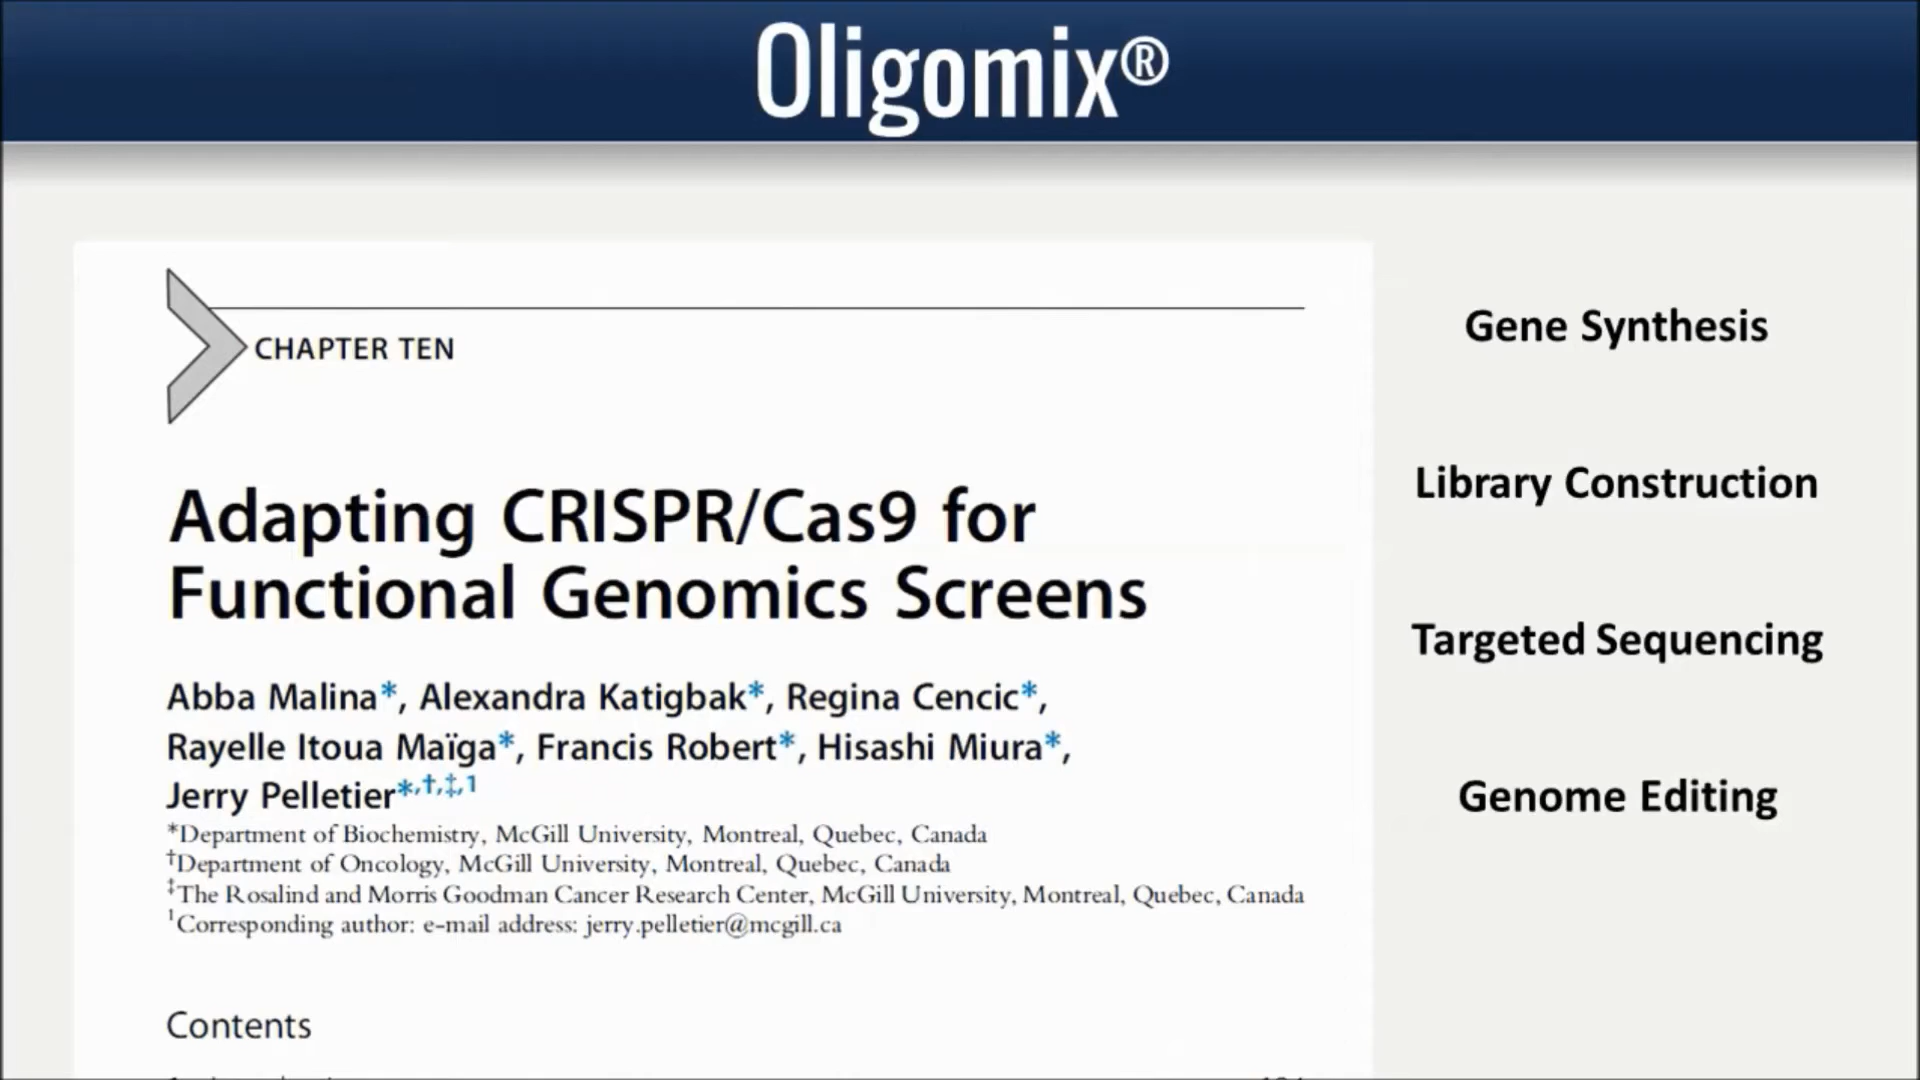 Oligomix®
CHAPTER TEN
Adapting CRISPR/Cas9 for
Functional Genomics Screens
Abba Malina*, Alexandra Katigbak*, Regina Cencic*,
Rayelle Itoua Maïga*, Francis Robert*, Hisashi Miura*,
Jerry Pelletier*,†,‡,1
*Department of Biochemistry, McGill University, Montreal, Quebec, Canada
†Department of Oncology, McGill University, Montreal, Quebec, Canada
‡The Rosalind and Morris Goodman Cancer Research Center, McGill University, Montreal, Quebec, Canada
1Corresponding author: e-mail address: jerry.pelletier@mcgill.ca
Contents
Gene Synthesis
Library Construction
Targeted Sequencing
Genome Editing